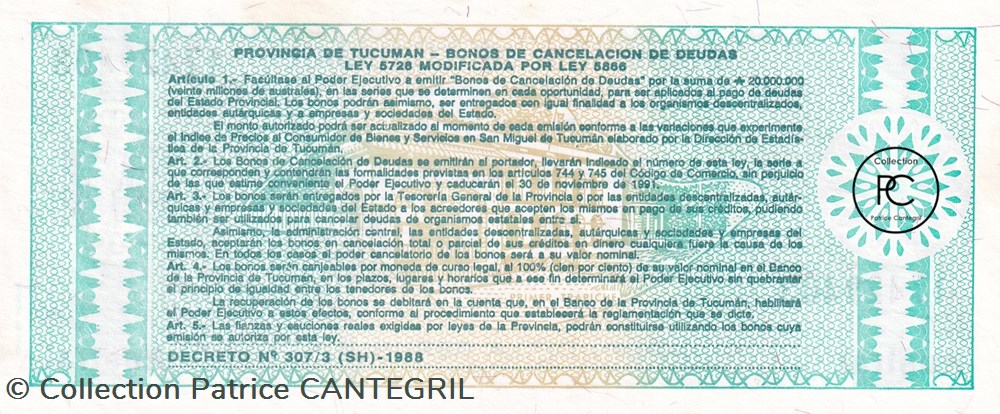 PROVINCIA DE TUCUMAN – BONOS DE CANCELACION DE DEUDAS
LEY 5728 MODIFICADA POR LEY 5866
Artículo 1.- Facúltase al Poder Ejecutivo a emitir "Bonos de Cancelación de Deudas" por la suma de ₳ 20.000.000
(veinte millones de australes), en las series que se determinen en cada oportunidad, para ser aplicados al pago de deudas
del Estado Provincial. Los bonos podrán asimismo, ser entregados con igual finalidad a los organismos descentralizados,
entidades autárquicas y a empresas y sociedades del Estado.
El monto autorizado podrá ser actualizado al momento de cada emisión conforme a las variaciones que experimente
el Indice de Precios al Consumidor de Bienes y Servicios en San Miguel de Tucumán elaborado por la Dirección de Estadís-
tica de la Provincia de Tucumán.
Art. 2.- Los Bonos de Cancelación de Deudas se emitirán al portador, llevarán indicado el número de esta ley, la serie a
que corresponden y contendrán las formalidades previstas en los artículos 744 y 745 del Código de Comercio, sin perjuicio
de las que estime conveniente el Poder Ejecutivo y caducarán el 30 de noviembre de 1991.
Art. 3.- Los bonos serán entregados por la Tesorería General de la Provincia o por las entidades descentralizadas, autár-
quicas y empresas y sociedades del Estado a los acreedores que acepten los mismos en pago de sus créditos, pudiendo
también ser utilizados para cancelar deudas de organismos estatales entre sí.
Asimismo, la administración central, las entidades descentralizadas, autárquicas y sociedades y empresas del
Estado, aceptarán los bonos en cancelación total o parcial de sus créditos en dinero cualquiera fuere la causa de los
mismos. En todos los casos el poder cancelatorio de los bonos será a su valor nominal.
Art. 4.- Los bonos serán canjeables por moneda de curso legal, al 100% (cien por ciento) de su valor nominal en el Banco
de la Provincia de Tucumán, en los plazos, lugares y horarios que a ese fin determinará el Poder Ejecutivo sin quebrantar
el principio de igualdad entre los tenedores de los bonos.
La recuperación de los bonos se debitará en la cuenta que, en el Banco de la Provincia de Tucumán, habilitará
el Poder Ejecutivo a estos efectos, conforme al procedimiento que establecerá la reglamentación que se dicte.
Art. 5.- Las fianzas y cauciones reales exigidas por leyes de la Provincia, podrán constituirse utilizando los bonos cuya
emisión se autoriza por esta ley.
DECRETO Nº 307/3 (SH)-1988
Collection
PC
Patrice Cantegril
© Collection Patrice CANTEGRIL